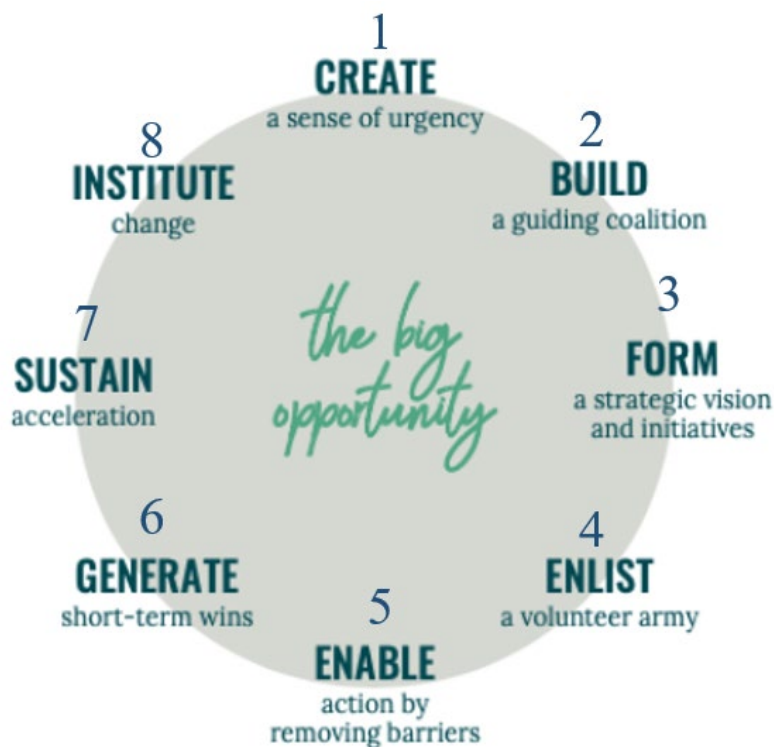 1
CREATE
a sense of urgency
2
BUILD
a guiding coalition
3
FORM
a strategic vision
and initiatives
4
ENLIST
a volunteer army
5
ENABLE
action by
removing barriers
6
GENERATE
short-term wins
7
SUSTAIN
acceleration
8
INSTITUTE
change
the big
opportunity